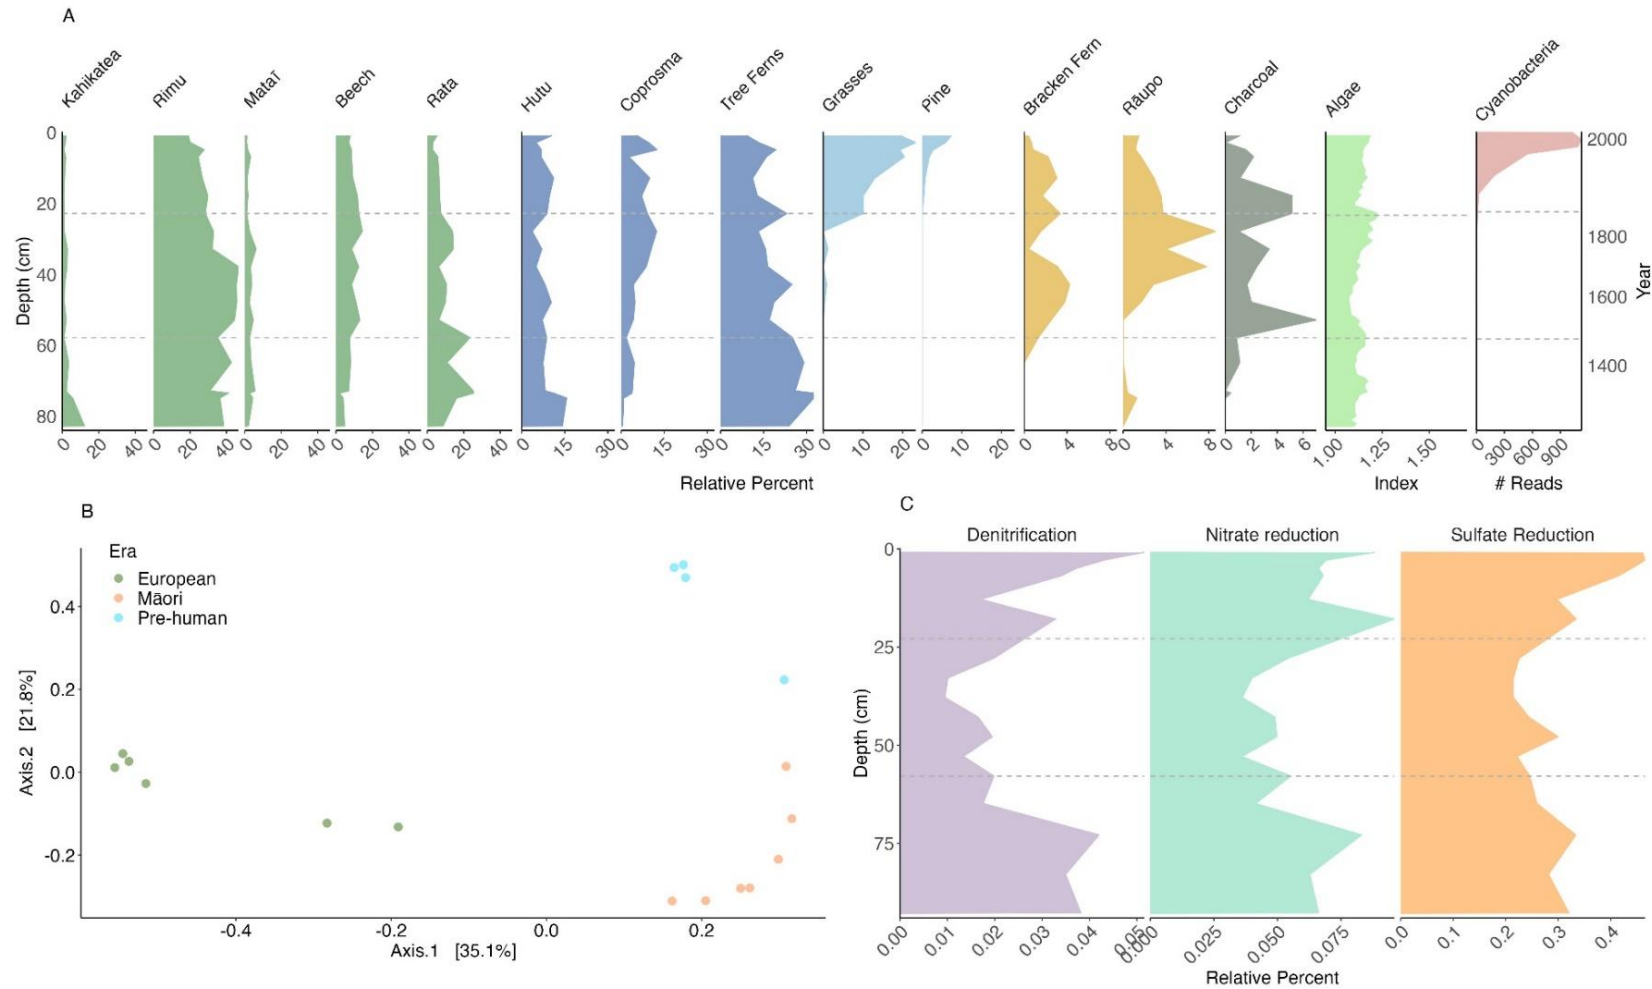 A
Kahikatea
Rimu
Mataī
Beech
Rata
Hutu
Coprosma
Tree Ferns
Grasses
Pine
Bracken Fern
Rāupo
Charcoal
Algae
Cyanobacteria
Depth (cm)
0
20
40
60
80
2000
1800
1600
1400
Year
0 20 40 0 20 40 0 20 40 0 20 40 0 20 40 0 15 30 0 15 30 0 15 30 0 10 20 0 10 20 0 4 8 0 4 8 0 2 4 6 1.00 1.25 1.50 0 300 600 900
Relative Percent
Index
# Reads
B
Era
European
Māori
Pre-human
Axis.2 [21.8%]
0.4
0.2
0.0
-0.2
-0.4 -0.2 0.0 0.2
Axis.1 [35.1%]
C
Denitrification
Nitrate reduction
Sulfate Reduction
Depth (cm)
0
25
50
75
0.00 0.01 0.02 0.03 0.04 0.05 0.000 0.025 0.050 0.075 0.0 0.1 0.2 0.3 0.4
Relative Percent